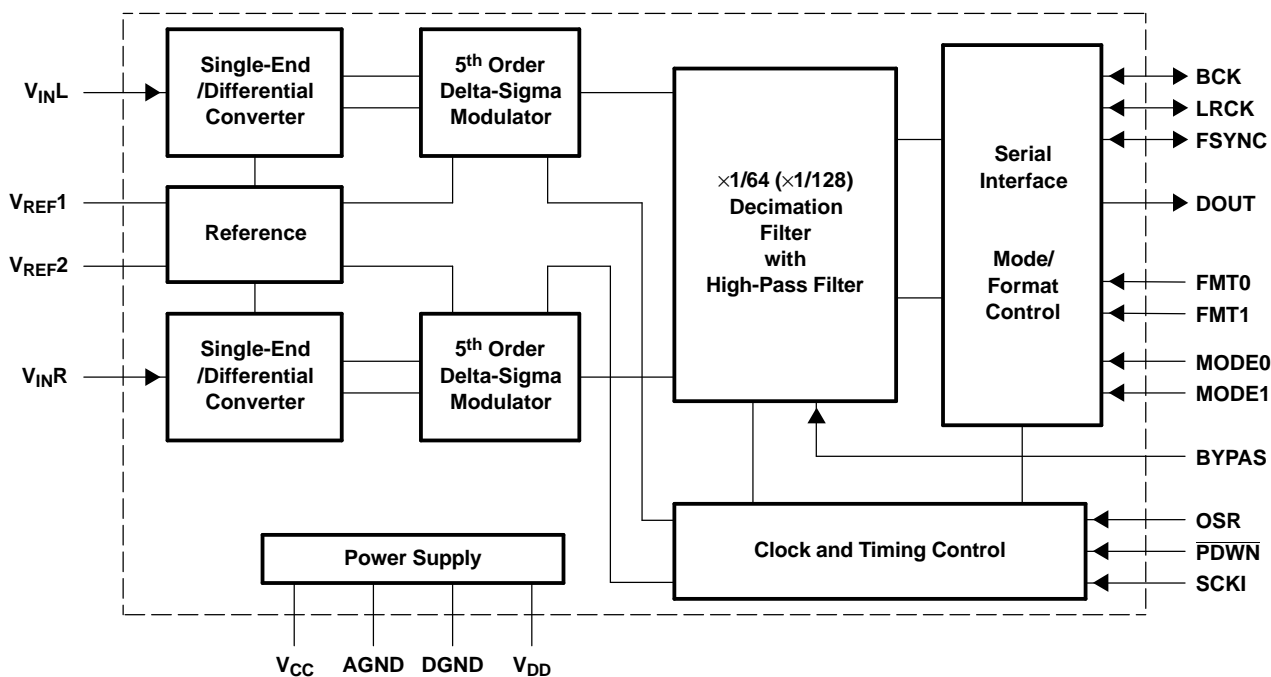 Single-End
/Differential
Converter
5th Order
Delta-Sigma
Modulator
VINL
VREF1
Reference
VREF2
Single-End
/Differential
Converter
5th Order
Delta-Sigma
Modulator
VINR
×1/64 (×1/128)
Decimation
Filter
with
High-Pass Filter
Serial
Interface
Mode/
Format
Control
BCK
LRCK
FSYNC
DOUT
FMT0
FMT1
MODE0
MODE1
BYPAS
OSR
PDWN
SCKI
Clock and Timing Control
Power Supply
VCC
AGND
DGND
VDD